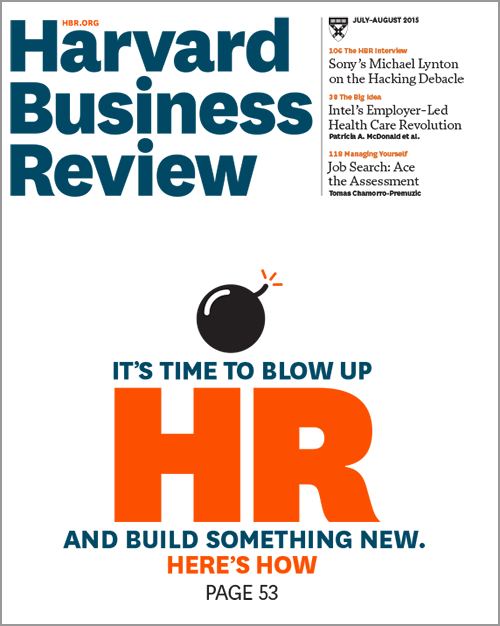 HBR.ORG
Harvard
Business
Review
JULY–AUGUST 2015
106 The HBR Interview
Sony's Michael Lynton
on the Hacking Debacle
38 The Big Idea
Intel's Employer-Led
Health Care Revolution
Patricia A. McDonald et al.
118 Managing Yourself
Job Search: Ace
the Assessment
Tomas Chamorro-Premuzic
IT'S TIME TO BLOW UP
HR
AND BUILD SOMETHING NEW.
HERE'S HOW
PAGE 53